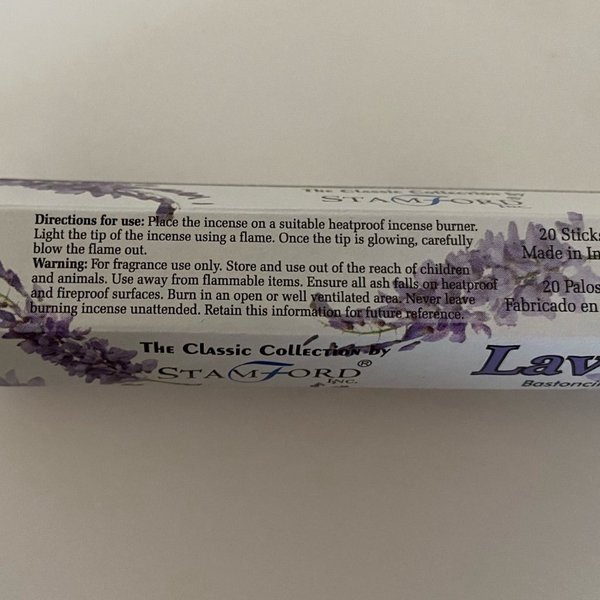 The Classic Collection by
STAMFORD
Directions for use: Place the incense on a suitable heatproof incense burner.
Light the tip of the incense using a flame. Once the tip is glowing, carefully
blow the flame out.
Warning: For fragrance use only. Store and use out of the reach of children
and animals. Use away from flammable items. Ensure all ash falls on heatproof
and fireproof surfaces. Burn in an open or well ventilated area. Never leave
burning incense unattended. Retain this information for future reference.
20 Sticks
Made in In
20 Palos
Fabricado en
The Classic Collection by
STAMFORD®
INC.
Lav
Bastonci